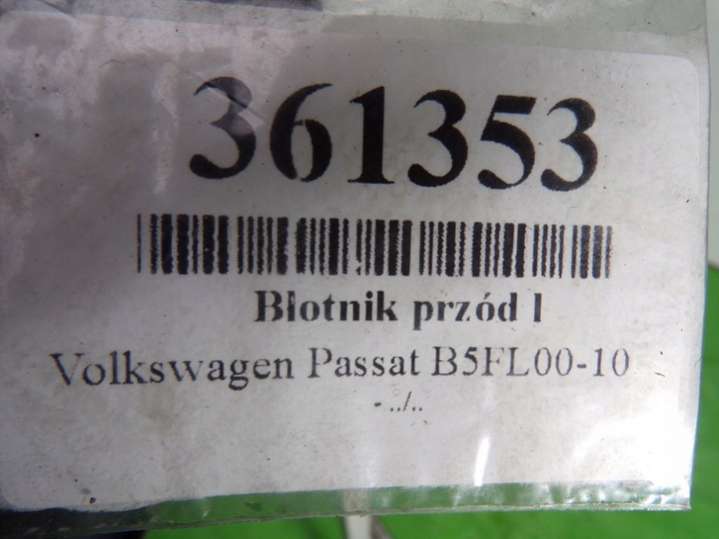 361353
Błotnik przód l
Volkswagen Passat B5FL00-10
- ../..